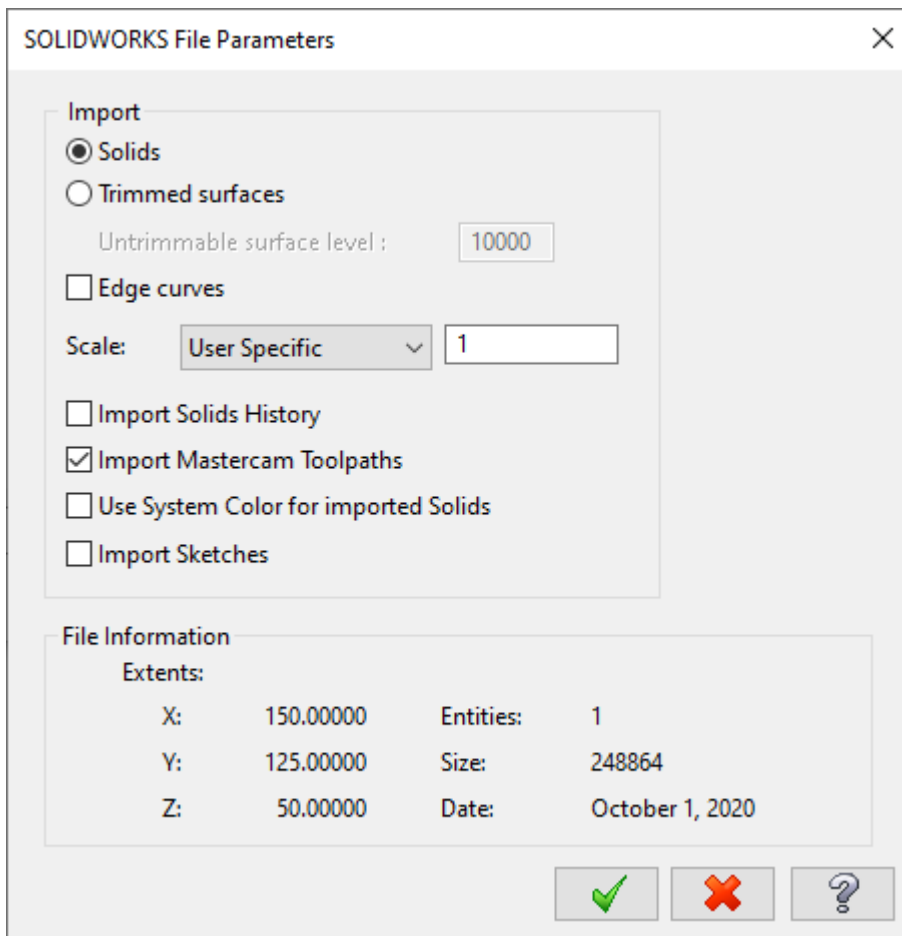 SOLIDWORKS File Parameters
Import
Solids
Trimmed surfaces
Untrimmable surface level : 10000
Edge curves
Scale: User Specific 1
Import Solids History
Import Mastercam Toolpaths
Use System Color for imported Solids
Import Sketches
File Information
Extents:
X: 150.00000 Entities: 1
Y: 125.00000 Size: 248864
Z: 50.00000 Date: October 1, 2020